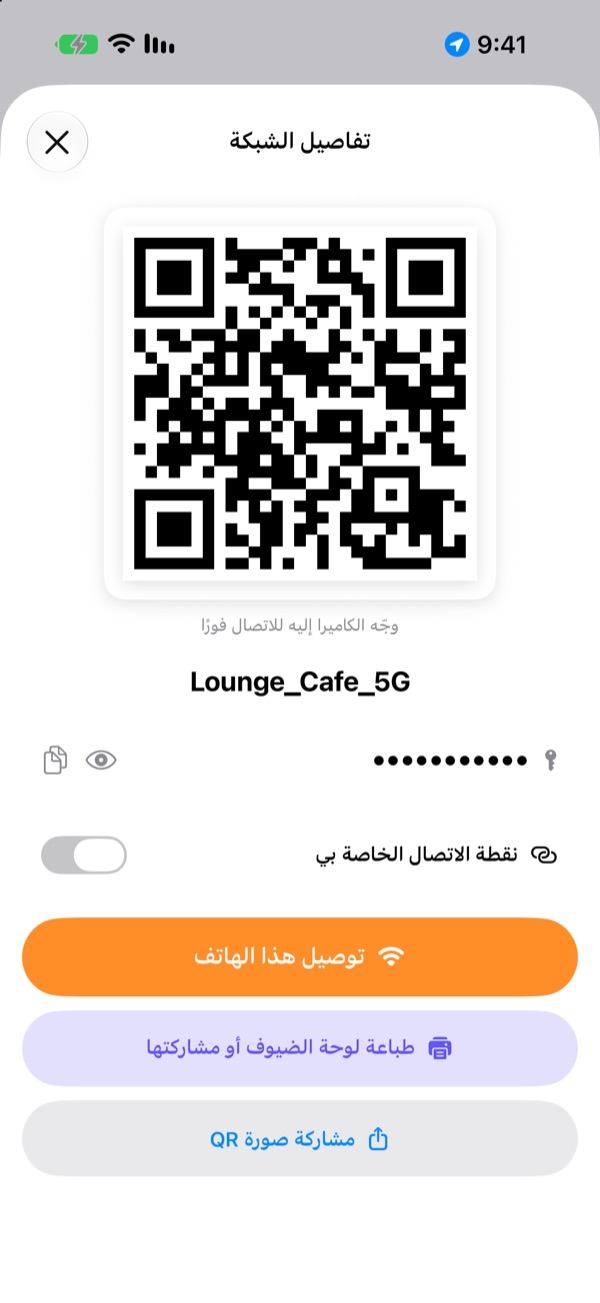 9:41
تفاصيل الشبكة
وجّه الكاميرا إليه للاتصال فورًا
Lounge_Cafe_5G
•••••••••••
نقطة الاتصال الخاصة بي
توصيل هذا الهاتف
طباعة لوحة الضيوف أو مشاركتها
مشاركة صورة QR